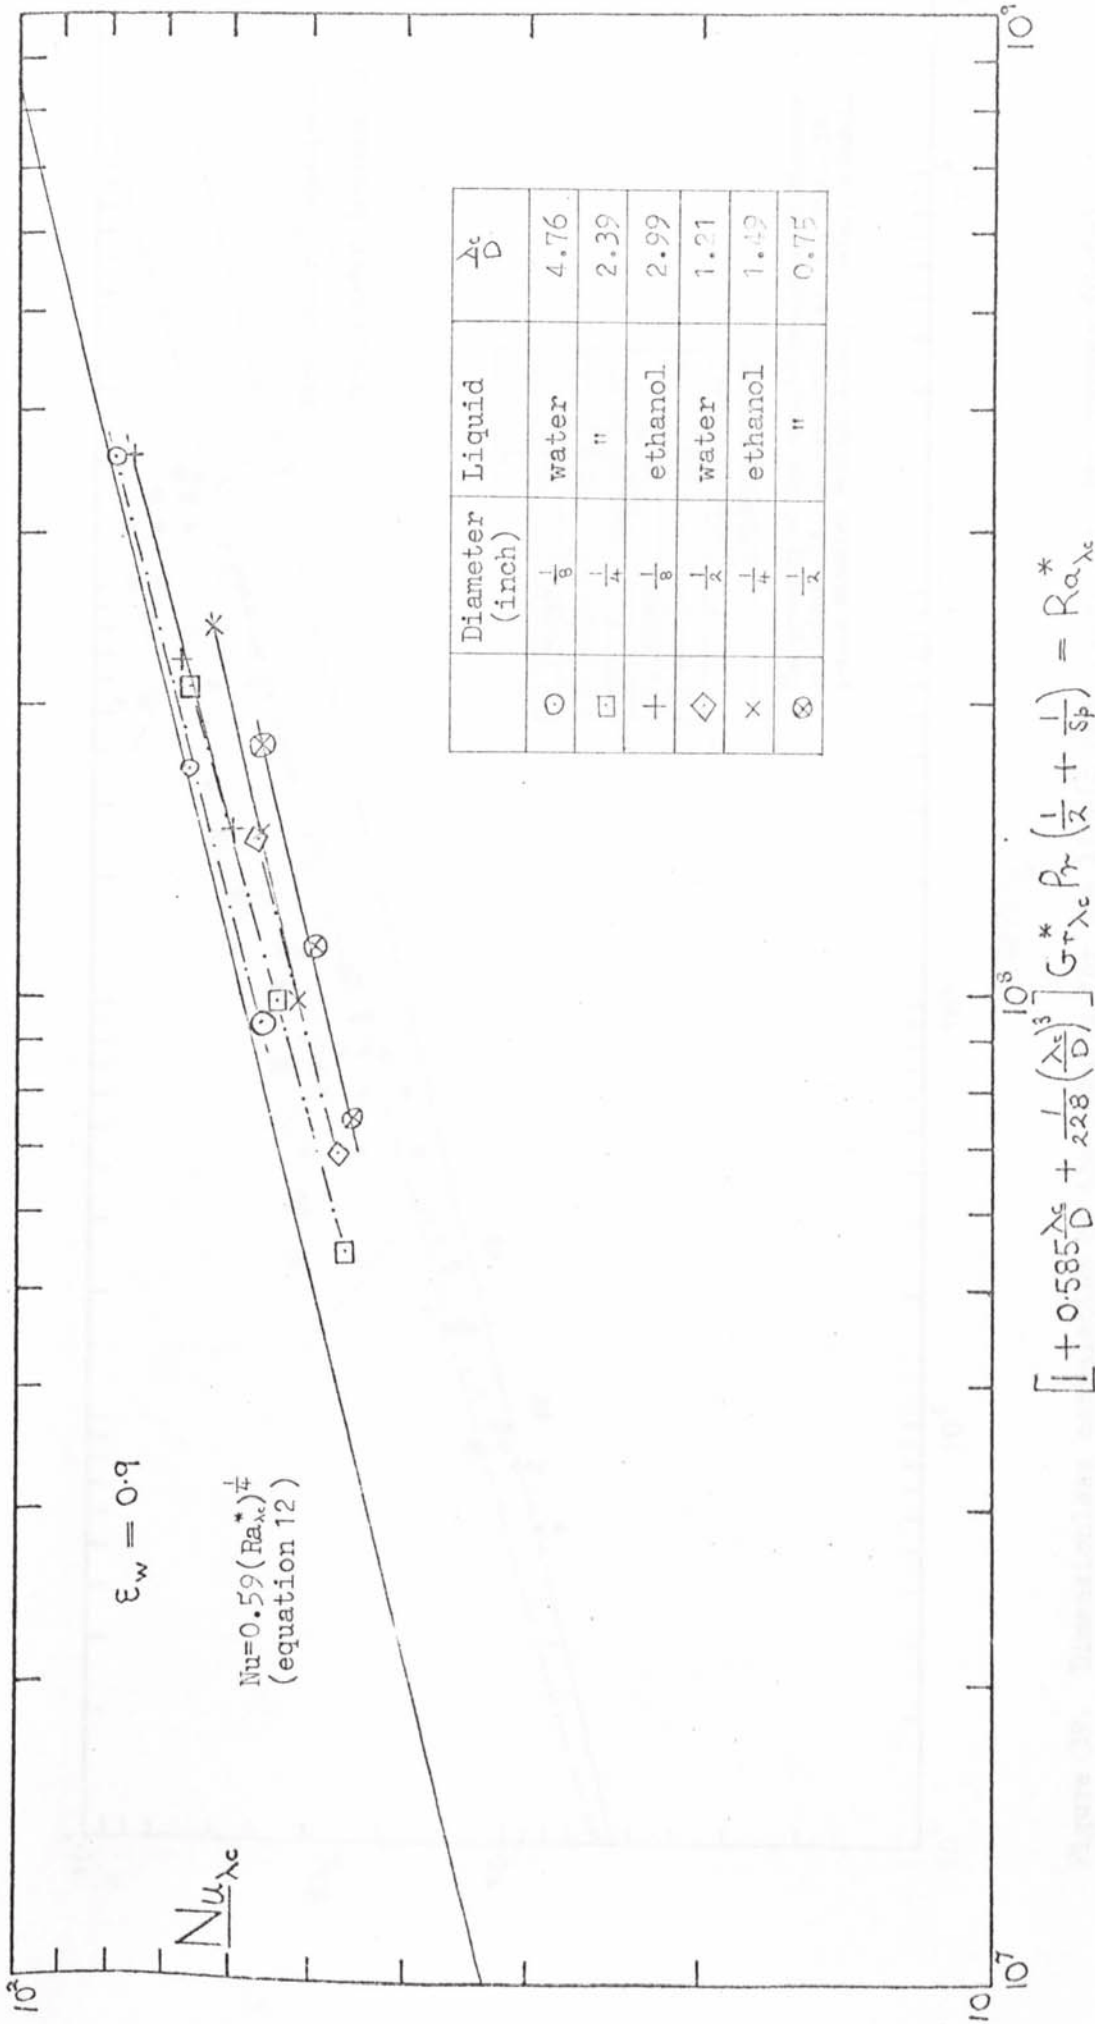 10²
Nu_λc
ε_w = 0.9
Nu=0.59(Ra*_λc)^¼
(equation 12)
Diameter (inch) Liquid λc/D
⊙ 1/8 water 4.76
⊡ 1/4 " 2.39
+ 1/8 ethanol 2.99
◇ 1/2 water 1.21
× 1/4 ethanol 1.49
⊗ 1/2 " 0.75
10
10⁷
10⁸
10⁹
[1 + 0.585 λc/D + 1/228 (λc/D)³] Gr*_λc Pr (1/2 + 1/Sp) = Ra*_λc